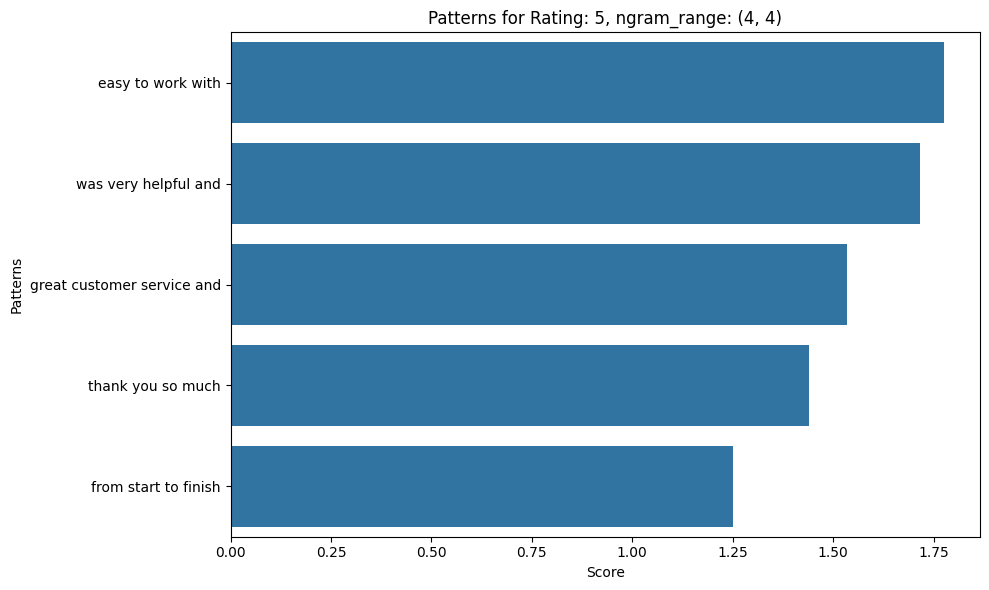 Patterns for Rating: 5, ngram_range: (4, 4)
easy to work with
was very helpful and
great customer service and
thank you so much
from start to finish
Patterns
0.00 0.25 0.50 0.75 1.00 1.25 1.50 1.75
Score